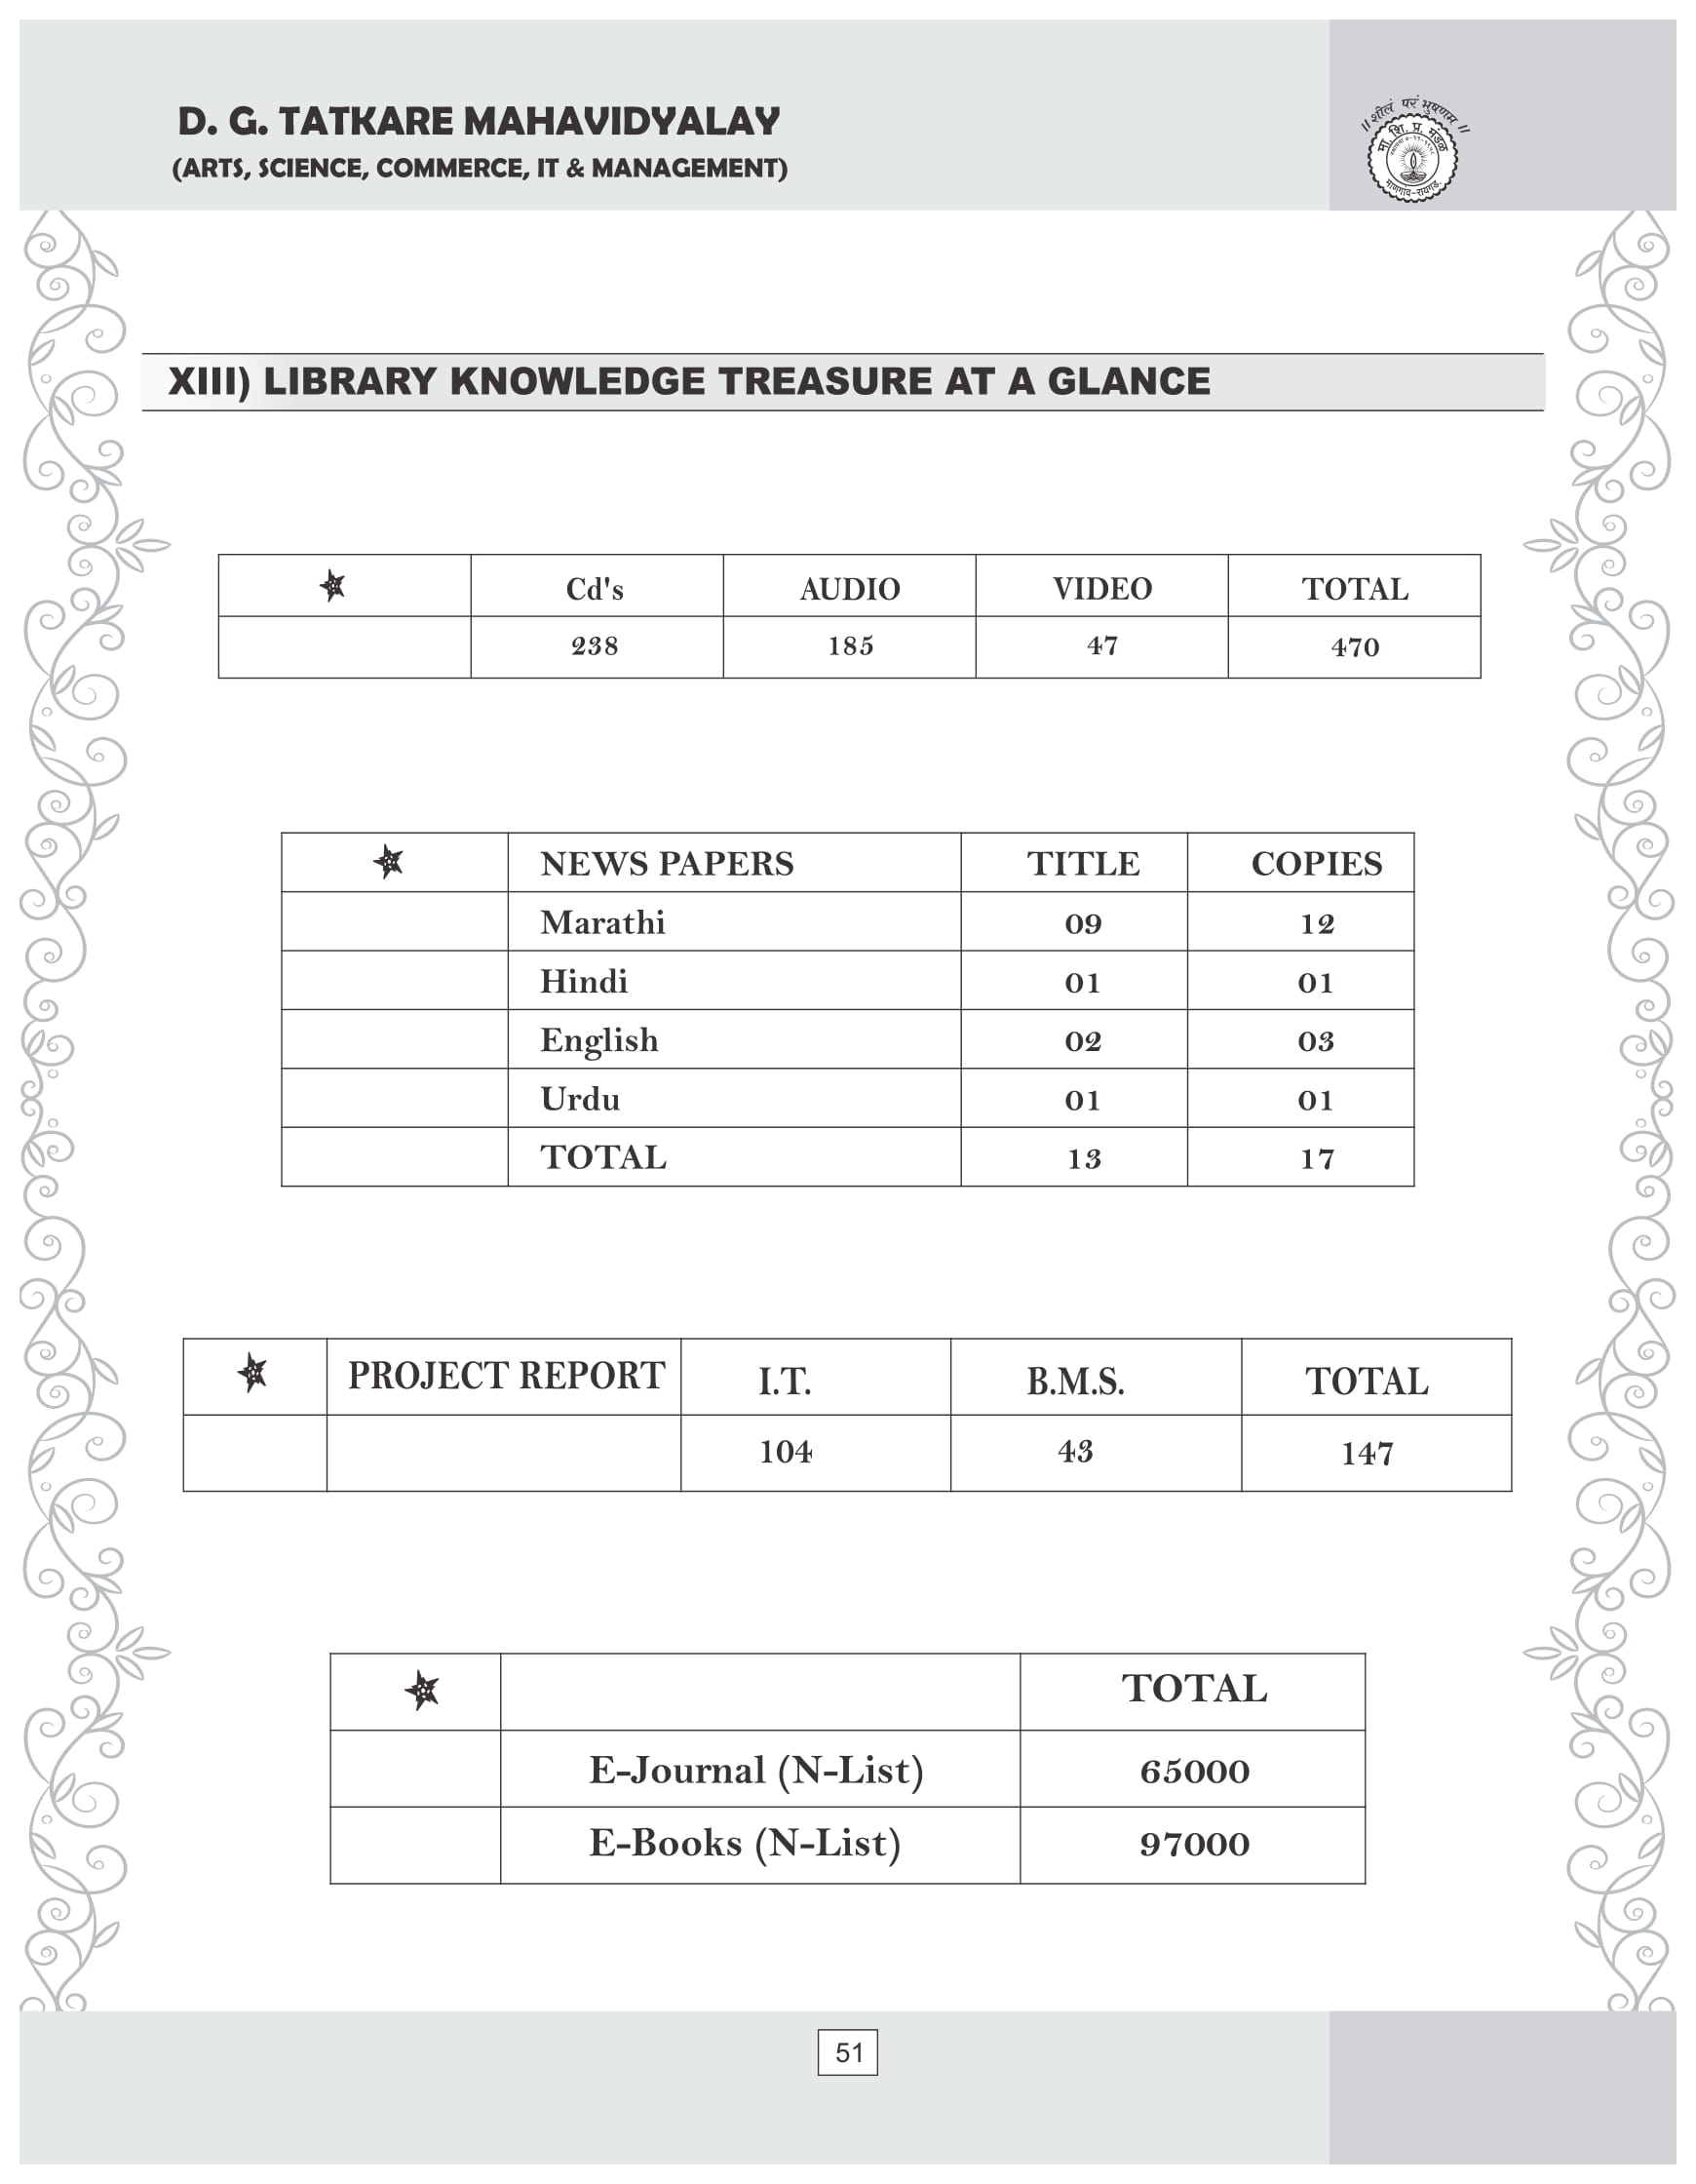 D. G. TATKARE MAHAVIDYALAY
(ARTS, SCIENCE, COMMERCE, IT & MANAGEMENT)
॥ शीलं परं भुषणम ॥
मा. शि. प्र. मंडळ
माणगांव-रायगड.
XIII) LIBRARY KNOWLEDGE TREASURE AT A GLANCE
Cd's AUDIO VIDEO TOTAL
238 185 47 470
NEWS PAPERS TITLE COPIES
Marathi 09 12
Hindi 01 01
English 02 03
Urdu 01 01
TOTAL 13 17
PROJECT REPORT I.T. B.M.S. TOTAL
104 43 147
TOTAL
E-Journal (N-List) 65000
E-Books (N-List) 97000
51